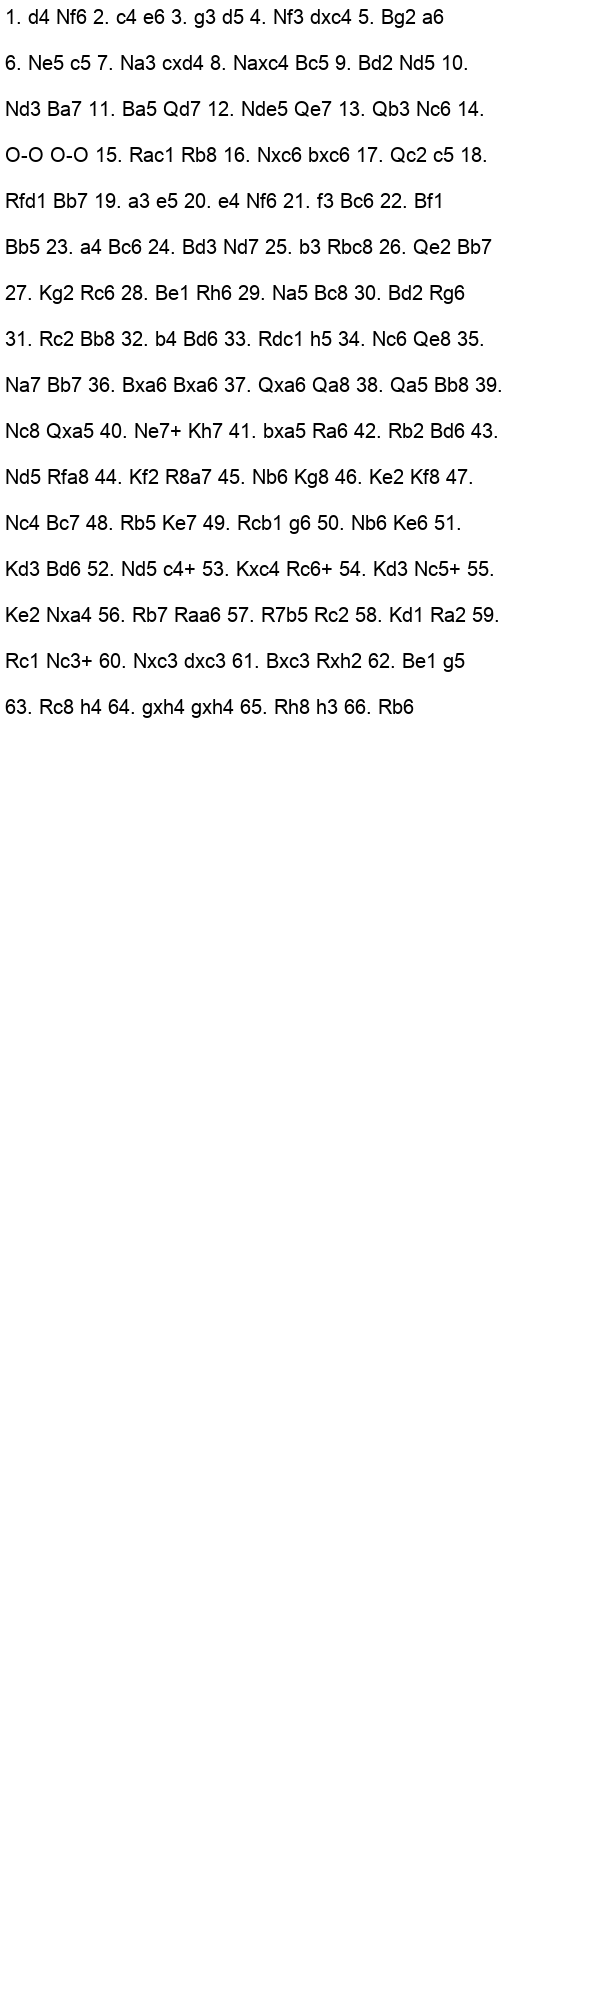 1. d4 Nf6 2. c4 e6 3. g3 d5 4. Nf3 dxc4 5. Bg2 a6
6. Ne5 c5 7. Na3 cxd4 8. Naxc4 Bc5 9. Bd2 Nd5 10.
Nd3 Ba7 11. Ba5 Qd7 12. Nde5 Qe7 13. Qb3 Nc6 14.
O-O O-O 15. Rac1 Rb8 16. Nxc6 bxc6 17. Qc2 c5 18.
Rfd1 Bb7 19. a3 e5 20. e4 Nf6 21. f3 Bc6 22. Bf1
Bb5 23. a4 Bc6 24. Bd3 Nd7 25. b3 Rbc8 26. Qe2 Bb7
27. Kg2 Rc6 28. Be1 Rh6 29. Na5 Bc8 30. Bd2 Rg6
31. Rc2 Bb8 32. b4 Bd6 33. Rdc1 h5 34. Nc6 Qe8 35.
Na7 Bb7 36. Bxa6 Bxa6 37. Qxa6 Qa8 38. Qa5 Bb8 39.
Nc8 Qxa5 40. Ne7+ Kh7 41. bxa5 Ra6 42. Rb2 Bd6 43.
Nd5 Rfa8 44. Kf2 R8a7 45. Nb6 Kg8 46. Ke2 Kf8 47.
Nc4 Bc7 48. Rb5 Ke7 49. Rcb1 g6 50. Nb6 Ke6 51.
Kd3 Bd6 52. Nd5 c4+ 53. Kxc4 Rc6+ 54. Kd3 Nc5+ 55.
Ke2 Nxa4 56. Rb7 Raa6 57. R7b5 Rc2 58. Kd1 Ra2 59.
Rc1 Nc3+ 60. Nxc3 dxc3 61. Bxc3 Rxh2 62. Be1 g5
63. Rc8 h4 64. gxh4 gxh4 65. Rh8 h3 66. Rb6